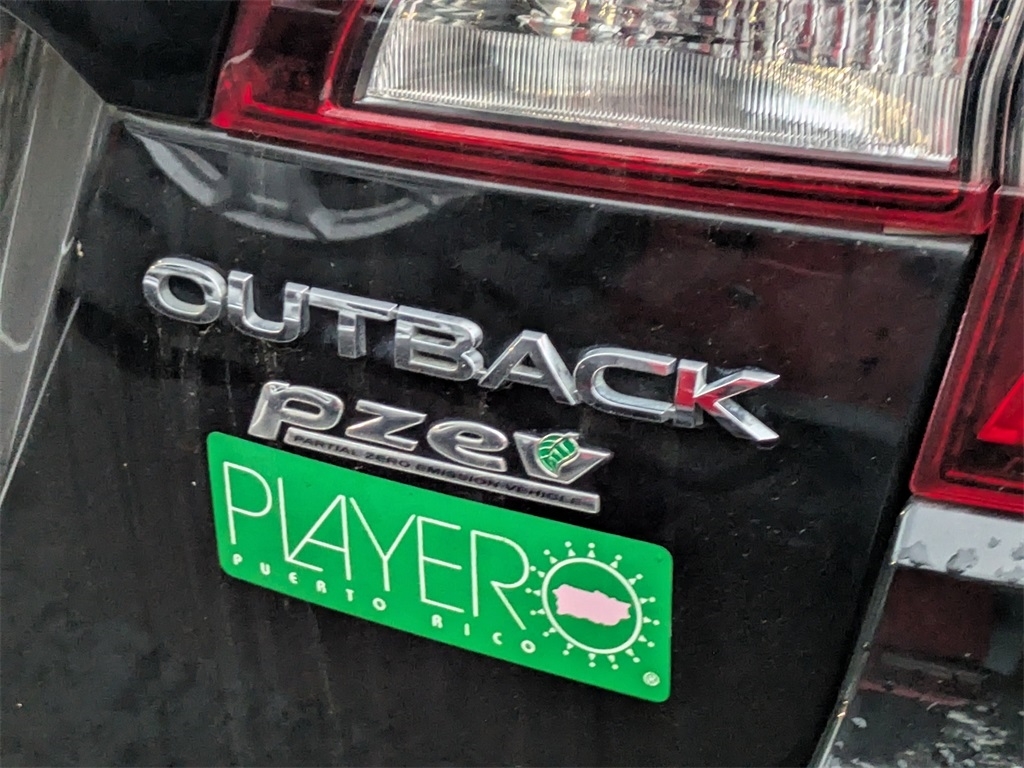 OUTBACK
pzev
PARTIAL ZERO EMISSION VEHICLE
PLAYERO
PUERTO RICO
®